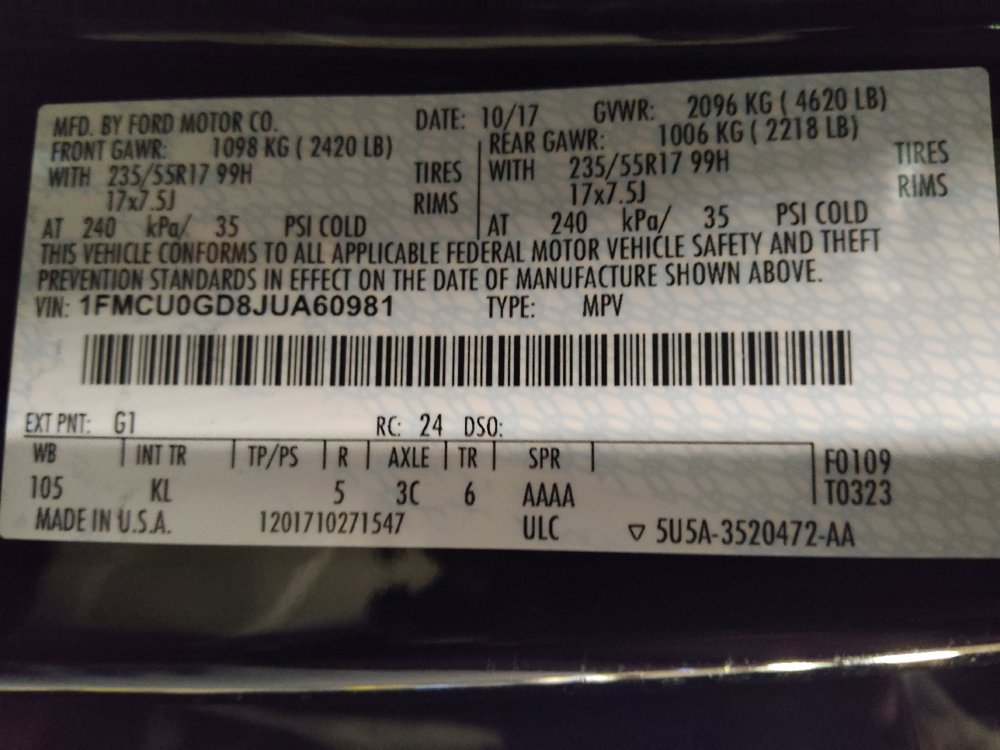 MFD. BY FORD MOTOR CO. DATE: 10/17 GVWR: 2096 KG ( 4620 LB)
FRONT GAWR: 1098 KG ( 2420 LB) REAR GAWR: 1006 KG ( 2218 LB)
WITH 235/55R17 99H TIRES WITH 235/55R17 99H TIRES
17x7.5J RIMS 17x7.5J RIMS
AT 240 kPa/ 35 PSI COLD AT 240 kPa/ 35 PSI COLD
THIS VEHICLE CONFORMS TO ALL APPLICABLE FEDERAL MOTOR VEHICLE SAFETY AND THEFT
PREVENTION STANDARDS IN EFFECT ON THE DATE OF MANUFACTURE SHOWN ABOVE.
VIN: 1FMCU0GD8JUA60981 TYPE: MPV
EXT PNT: G1 RC: 24 DSO:
WB INT TR TP/PS R AXLE TR SPR F0109
105 KL 5 3C 6 AAAA T0323
MADE IN U.S.A. 1201710271547 ULC ▽ 5U5A-3520472-AA